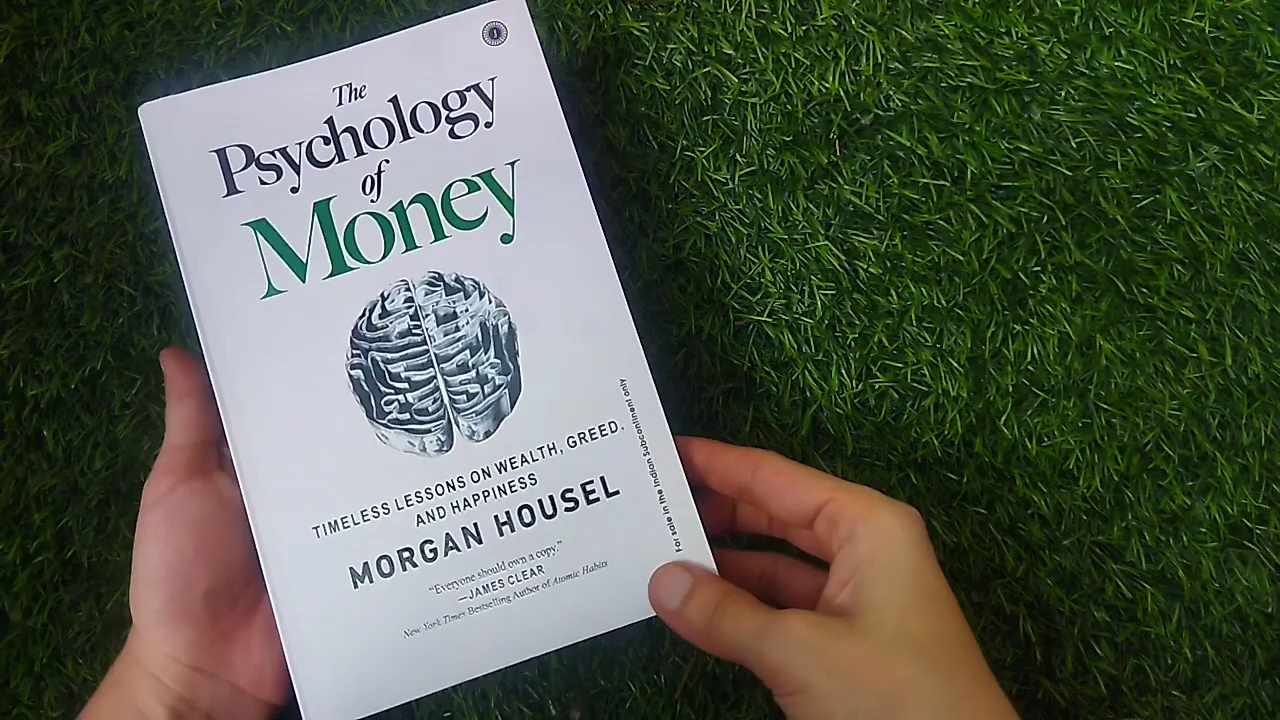 The
Psychology
of
Money
TIMELESS LESSONS ON WEALTH, GREED,
AND HAPPINESS
MORGAN HOUSEL
“Everyone should own a copy.”
—JAMES CLEAR
New York Times Bestselling Author of Atomic Habits
For sale in the Indian subcontinent only